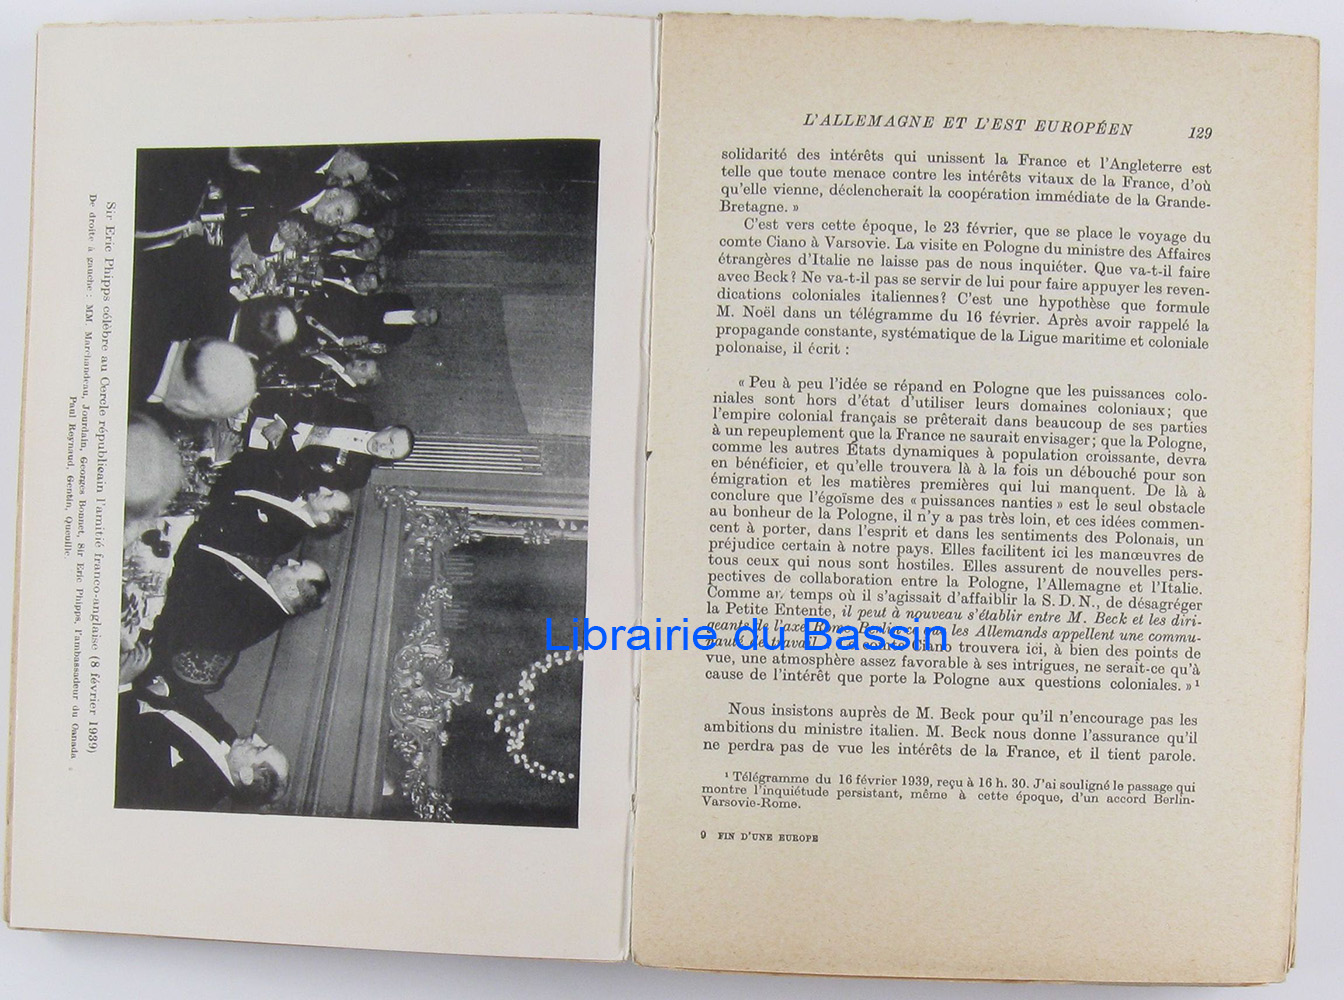 Sir Eric Phipps célèbre au Cercle républicain l'amitié franco-anglaise (8 février 1939)
De droite à gauche : MM. Marchandeau, Jourdain, Georges Bonnet, Sir Eric Phipps, l'ambassadeur du Canada
Paul Reynaud, Gentin, Queuille.
L'ALLEMAGNE ET L'EST EUROPÉEN 129
solidarité des intérêts qui unissent la France et l'Angleterre est
telle que toute menace contre les intérêts vitaux de la France, d'où
qu'elle vienne, déclencherait la coopération immédiate de la Grande-
Bretagne. »
C'est vers cette époque, le 23 février, que se place le voyage du
comte Ciano à Varsovie. La visite en Pologne du ministre des Affaires
étrangères d'Italie ne laisse pas de nous inquiéter. Que va-t-il faire
avec Beck? Ne va-t-il pas se servir de lui pour faire appuyer les reven-
dications coloniales italiennes? C'est une hypothèse que formule
M. Noël dans un télégramme du 16 février. Après avoir rappelé la
propagande constante, systématique de la Ligue maritime et coloniale
polonaise, il écrit :
« Peu à peu l'idée se répand en Pologne que les puissances colo-
niales sont hors d'état d'utiliser leurs domaines coloniaux; que
l'empire colonial français se prêterait dans beaucoup de ses parties
à un repeuplement que la France ne saurait envisager; que la Pologne,
comme les autres États dynamiques à population croissante, devra
en bénéficier, et qu'elle trouvera là à la fois un débouché pour son
émigration et les matières premières qui lui manquent. De là à
conclure que l'égoïsme des « puissances nanties » est le seul obstacle
au bonheur de la Pologne, il n'y a pas très loin, et ces idées commen-
cent à porter, dans l'esprit et dans les sentiments des Polonais, un
préjudice certain à notre pays. Elles facilitent ici les manœuvres de
tous ceux qui nous sont hostiles. Elles assurent de nouvelles pers-
pectives de collaboration entre la Pologne, l'Allemagne et l'Italie.
Comme au temps où il s'agissait d'affaiblir la S. D. N., de désagréger
la Petite Entente, il peut à nouveau s'établir entre M. Beck et les diri-
geants de l'axe Rome-Berlin les Allemands appellent une commu-
nauté de travail. Ciano trouvera ici, à bien des points de
vue, une atmosphère assez favorable à ses intrigues, ne serait-ce qu'à
cause de l'intérêt que porte la Pologne aux questions coloniales. » ¹
Nous insistons auprès de M. Beck pour qu'il n'encourage pas les
ambitions du ministre italien. M. Beck nous donne l'assurance qu'il
ne perdra pas de vue les intérêts de la France, et il tient parole.
¹ Télégramme du 16 février 1939, reçu à 16 h. 30. J'ai souligné le passage qui
montre l'inquiétude persistant, même à cette époque, d'un accord Berlin-
Varsovie-Rome.
9 FIN D'UNE EUROPE
Librairie du Bassin